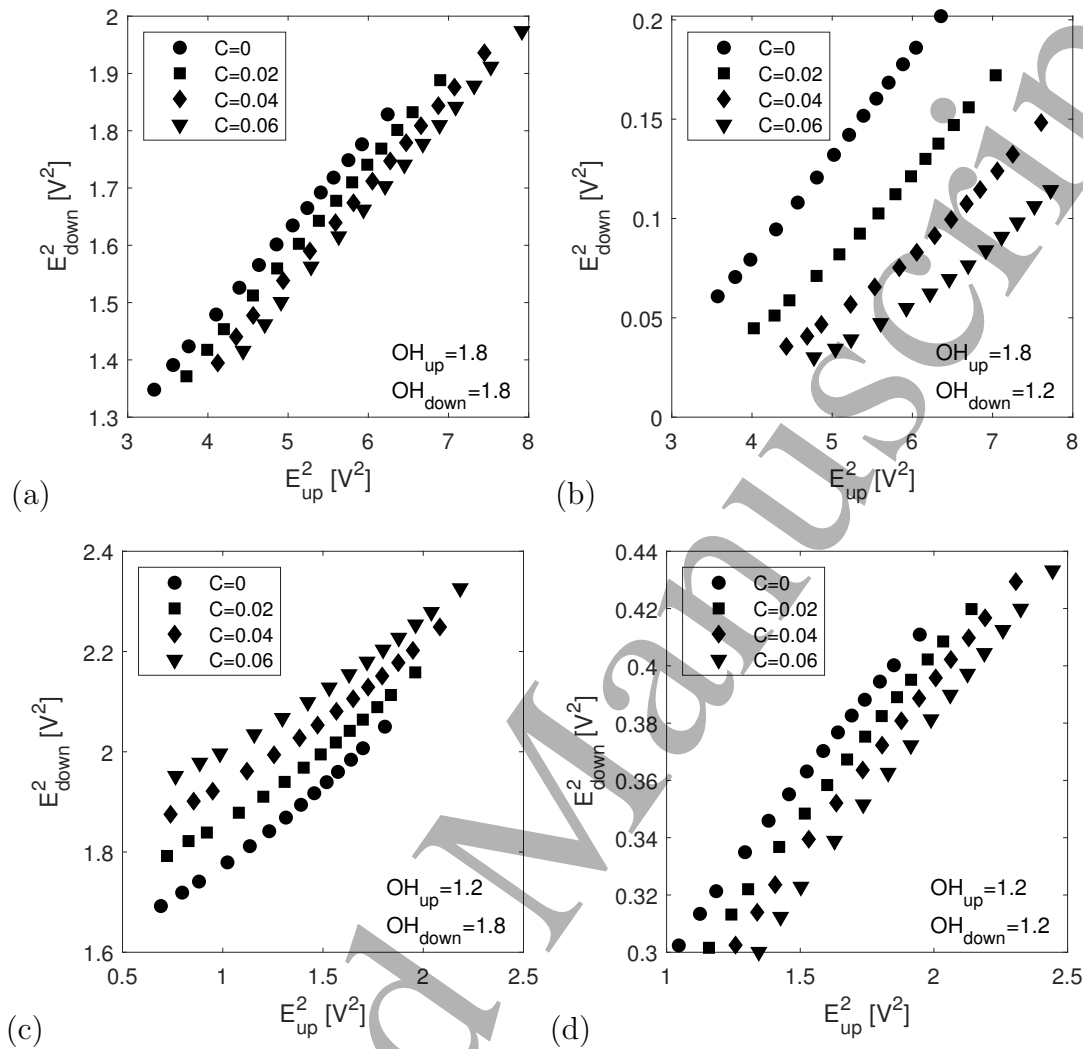 2
1.9
1.8
1.7
1.6
1.5
1.4
1.3
3 4 5 6 7 8
E²down [V²]
E²up [V²]
C=0
C=0.02
C=0.04
C=0.06
OHup=1.8
OHdown=1.8
(a)
0.2
0.15
0.1
0.05
0
3 4 5 6 7 8
E²down [V²]
E²up [V²]
C=0
C=0.02
C=0.04
C=0.06
OHup=1.8
OHdown=1.2
(b)
2.4
2.2
2
1.8
1.6
0.5 1 1.5 2 2.5
E²down [V²]
E²up [V²]
C=0
C=0.02
C=0.04
C=0.06
OHup=1.2
OHdown=1.8
(c)
0.44
0.42
0.4
0.38
0.36
0.34
0.32
0.3
1 1.5 2 2.5
E²down [V²]
E²up [V²]
C=0
C=0.02
C=0.04
C=0.06
OHup=1.2
OHdown=1.2
(d)
d Manuscrip